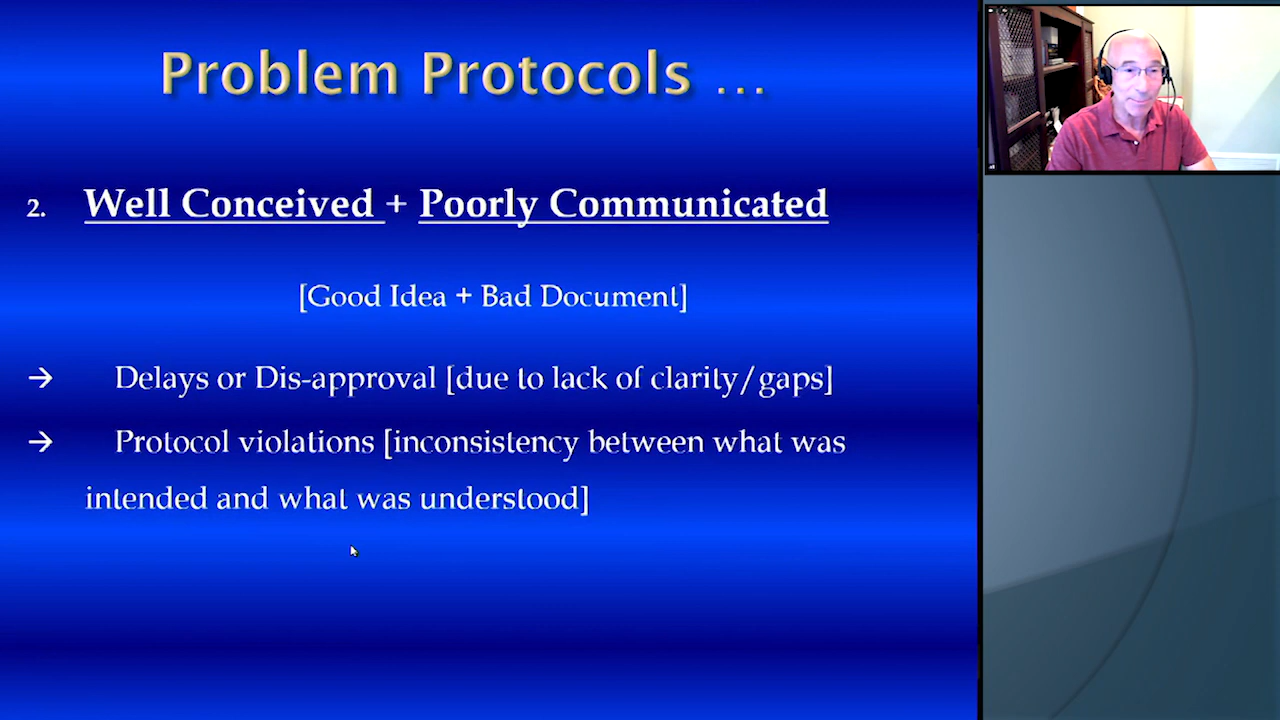 Problem Protocols ...
2. Well Conceived + Poorly Communicated
[Good Idea + Bad Document]
→ Delays or Dis-approval [due to lack of clarity/gaps]
→ Protocol violations [inconsistency between what was
intended and what was understood]